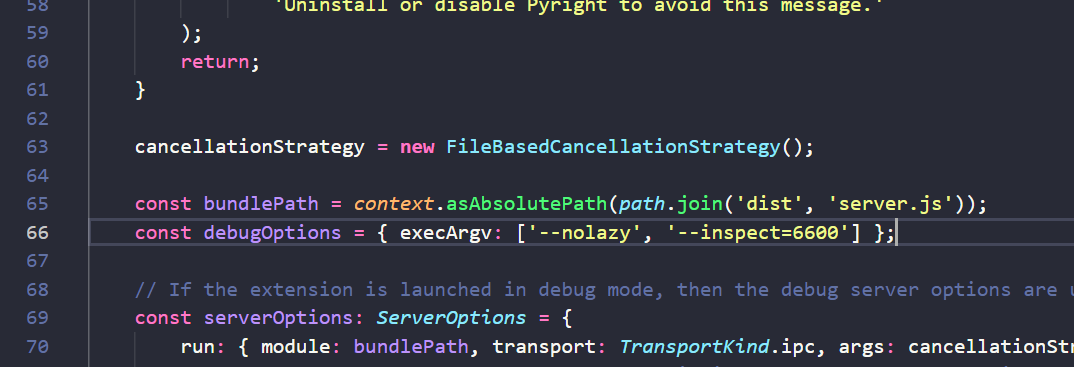 58 'Uninstall or disable Pyright to avoid this message.'
59 );
60 return;
61 }
62
63 cancellationStrategy = new FileBasedCancellationStrategy();
64
65 const bundlePath = context.asAbsolutePath(path.join('dist', 'server.js'));
66 const debugOptions = { execArgv: ['--nolazy', '--inspect=6600'] };
67
68 // If the extension is launched in debug mode, then the debug server options are u
69 const serverOptions: ServerOptions = {
70 run: { module: bundlePath, transport: TransportKind.ipc, args: cancellationStr